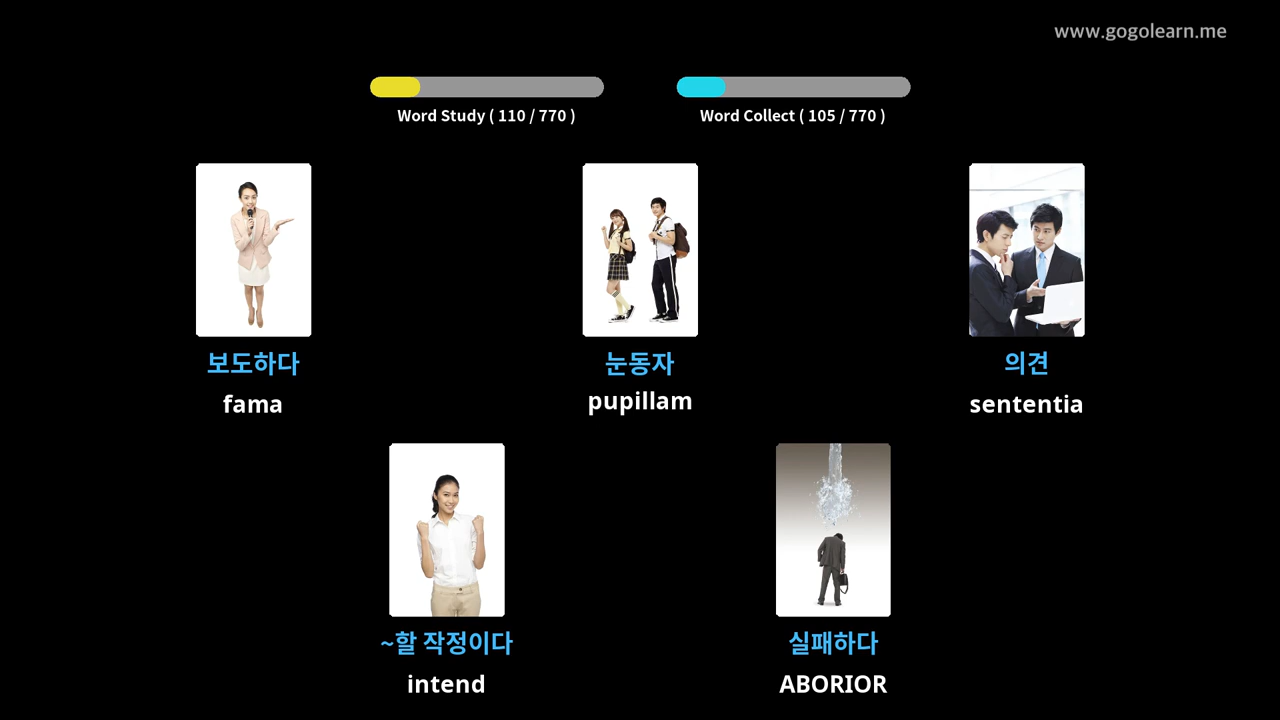 www.gogolearn.me
Word Study ( 110 / 770 )
Word Collect ( 105 / 770 )
보도하다
fama
눈동자
pupillam
의견
sententia
~할 작정이다
intend
실패하다
ABORIOR